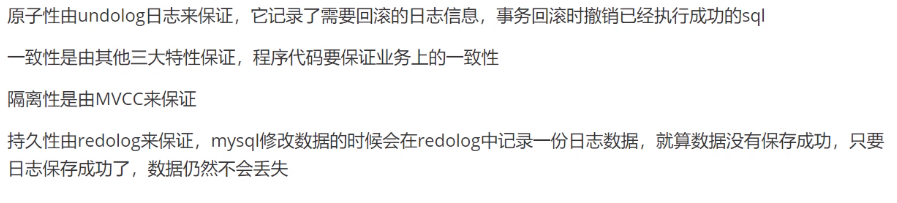 原子性由undolog日志来保证，它记录了需要回滚的日志信息，事务回滚时撤销已经执行成功的sql
一致性是由其他三大特性保证，程序代码要保证业务上的一致性
隔离性是由MVCC来保证
持久性由redolog来保证，mysql修改数据的时候会在redolog中记录一份日志数据，就算数据没有保存成功，只要
日志保存成功了，数据仍然不会丢失